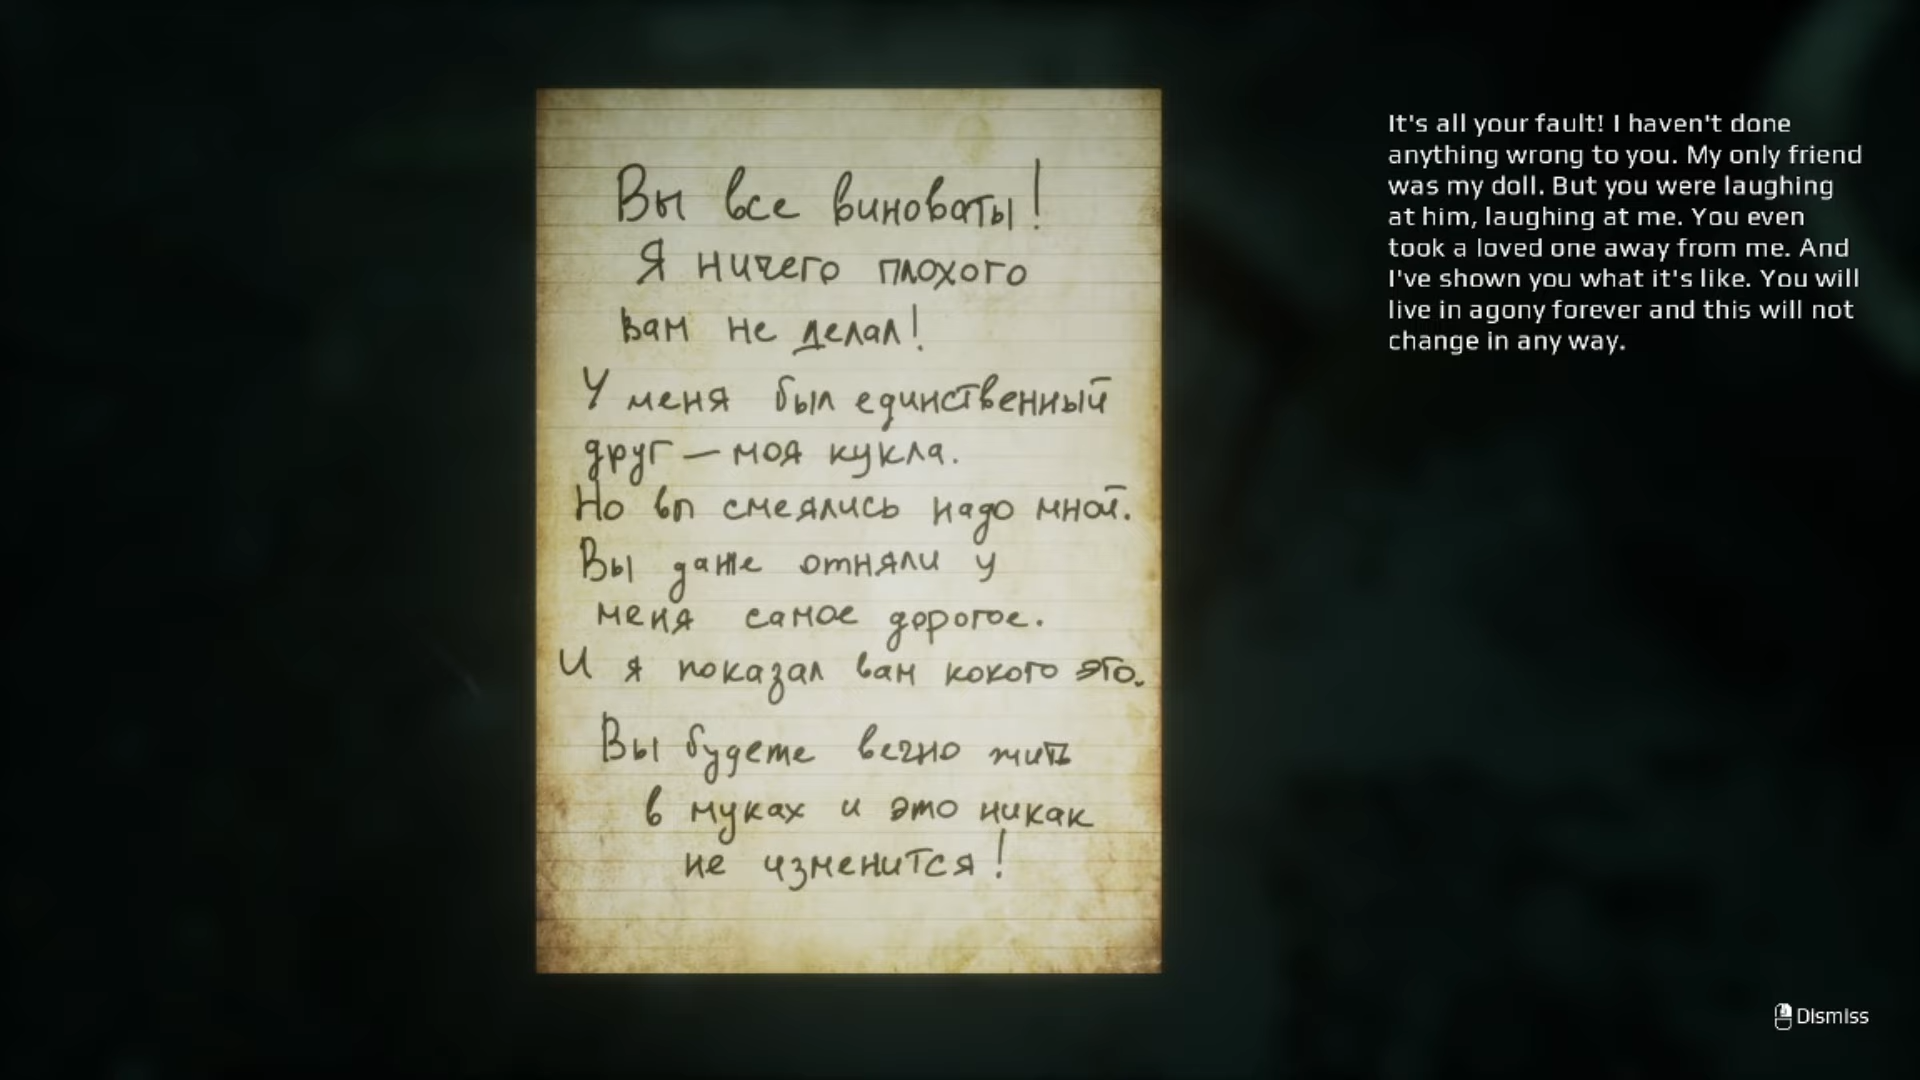 Вы все виноваты!
Я ничего плохого
вам не делал!
У меня был единственный
друг — моя кукла.
Но вы смеялись надо мной.
Вы даже отняли у
меня самое дорогое.
И я показал вам кокого это.
Вы будете вечно жить
в муках и это никак
не изменится!
It's all your fault! I haven't done
anything wrong to you. My only friend
was my doll. But you were laughing
at him, laughing at me. You even
took a loved one away from me. And
I've shown you what it's like. You will
live in agony forever and this will not
change in any way.
Dismiss